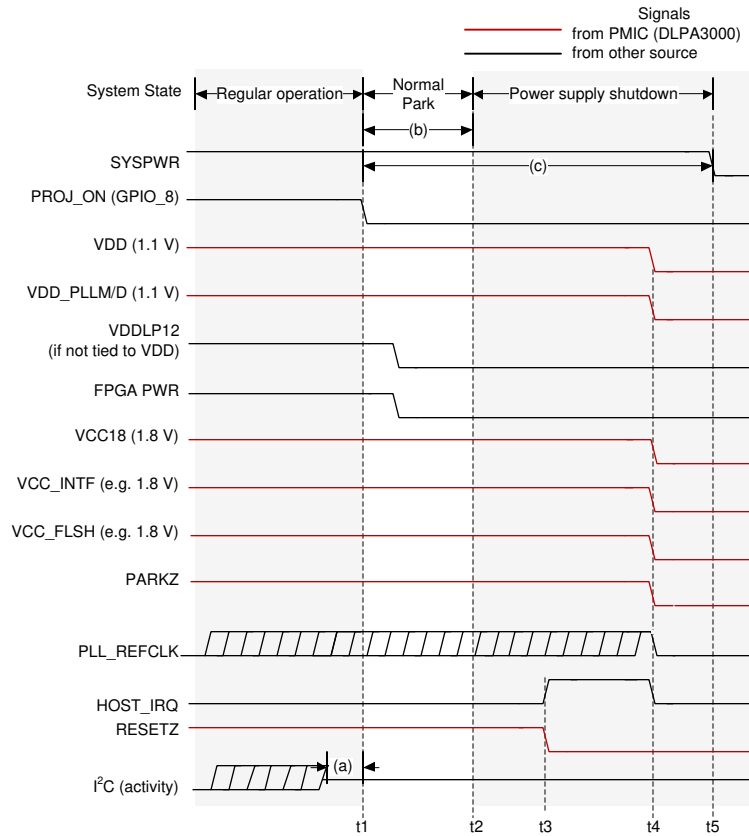 Signals
from PMIC (DLPA3000)
from other source
System State
Regular operation
Normal
Park
Power supply shutdown
(b)
SYSPWR
(c)
PROJ_ON (GPIO_8)
VDD (1.1 V)
VDD_PLLM/D (1.1 V)
VDDLP12
(if not tied to VDD)
FPGA PWR
VCC18 (1.8 V)
VCC_INTF (e.g. 1.8 V)
VCC_FLSH (e.g. 1.8 V)
PARKZ
PLL_REFCLK
HOST_IRQ
RESETZ
(a)
I²C (activity)
t1 t2 t3 t4 t5